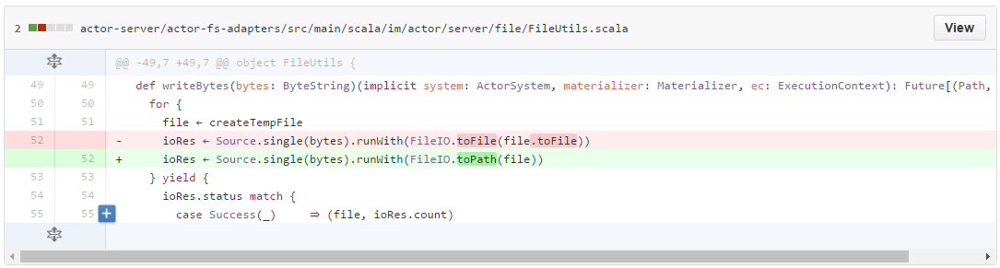 2 actor-server/actor-fs-adapters/src/main/scala/im/actor/server/file/FileUtils.scala View
@@ -49,7 +49,7 @@ object FileUtils {
49 49 def writeBytes(bytes: ByteString)(implicit system: ActorSystem, materializer: Materializer, ec: ExecutionContext): Future[(Path,
50 50 for {
51 51 file ← createTempFile
52 - ioRes ← Source.single(bytes).runWith(FileIO.toFile(file.toFile))
52 + ioRes ← Source.single(bytes).runWith(FileIO.toPath(file))
53 53 } yield {
54 54 ioRes.status match {
55 55 + case Success(_) ⇒ (file, ioRes.count)